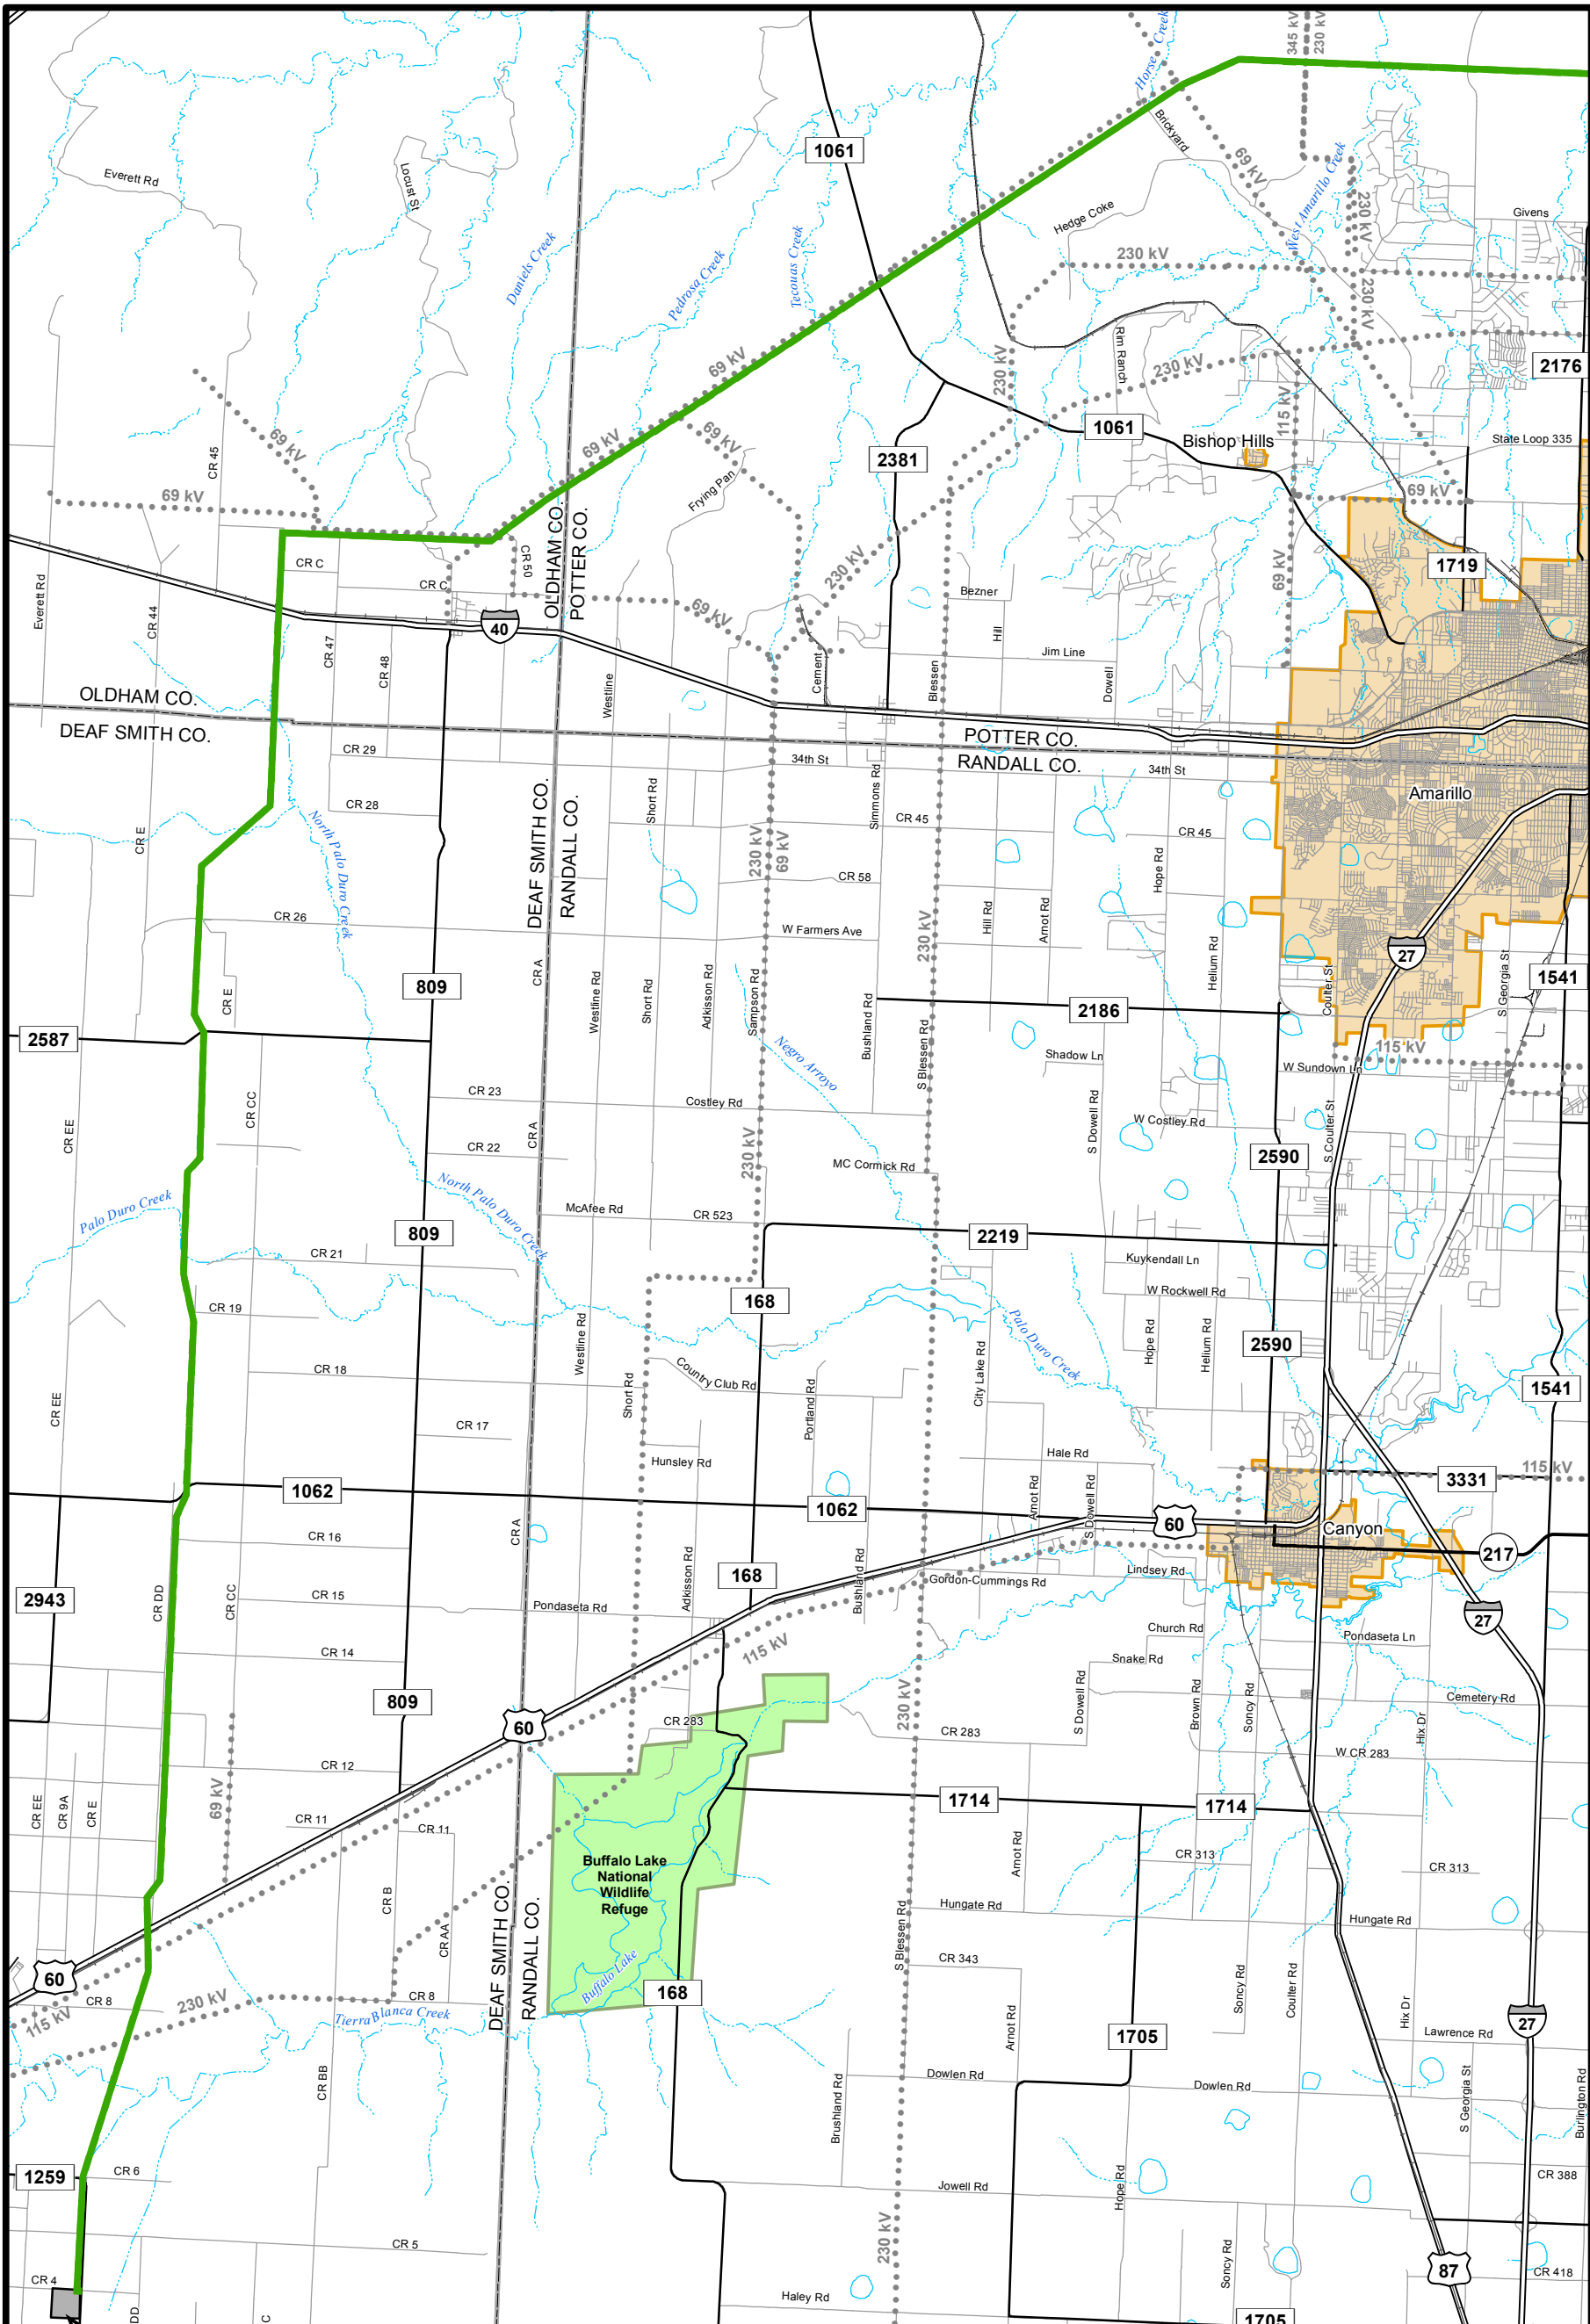 Horse Creek
345 kV
230 kV
Brickyard
1061
Everett Rd
Locust St
69 kV
West Amarillo Creek
230 kV
Hedge Coke
Givens
Daniels Creek
Pedrosa Creek
Tecouas Creek
230 kV
230 kV
69 kV
230 kV
Rim Ranch
230 kV
2176
115 kV
1061
Bishop Hills
State Loop 335
69 kV
CR 45
69 kV
69 kV
2381
Frying Pan
69 kV
69 kV
OLDHAM CO.
POTTER CO.
CR C
CR C
CR 50
230 kV
1719
69 kV
Everett Rd
CR 44
69 kV
Bezner
40
CR 47
CR 48
Hill
Jim Line
Westline
Cement
Blessen
Dowell
OLDHAM CO.
DEAF SMITH CO.
POTTER CO.
RANDALL CO.
CR 29
34th St
34th St
CR 28
Short Rd
Simmons Rd
Amarillo
CR E
North Palo Duro Creek
DEAF SMITH CO.
RANDALL CO.
230 kV
69 kV
CR 45
CR 45
CR 58
Hope Rd
CR 26
W Farmers Ave
230 kV
Hill Rd
Arnot Rd
Helium Rd
27
CR A
809
CR E
Westline Rd
Short Rd
Adkisson Rd
Sampson Rd
Coulter St
S Georgia St
1541
Bushland Rd
2186
2587
Negro Arroyo
S Blessen Rd
Shadow Ln
115 kV
W Sundown Ln
CR 23
Costley Rd
CR CC
CR EE
CR A
S Dowell Rd
W Costley Rd
S Coulter St
CR 22
230 kV
MC Cormick Rd
2590
Palo Duro Creek
North Palo Duro Creek
McAfee Rd
CR 523
809
2219
CR 21
Kuykendall Ln
168
W Rockwell Rd
CR 19
Palo Duro Creek
Westline Rd
Hope Rd
Helium Rd
2590
CR 18
Country Club Rd
Short Rd
Portland Rd
City Lake Rd
1541
CR EE
CR 17
Hale Rd
Hunsley Rd
3331
115 kV
1062
1062
Arnot Rd
S Dowell Rd
60
Canyon
CR A
CR 16
217
2943
CR DD
CR CC
CR 15
Pondaseta Rd
Adkisson Rd
168
Bushland Rd
Gordon-Cummings Rd
Lindsey Rd
27
CR 14
115 kV
Church Rd
Pondaseta Ln
Snake Rd
809
60
CR 283
230 kV
S Dowell Rd
Brown Rd
Soncy Rd
Cemetery Rd
CR 283
Hix Dr
W CR 283
CR 12
69 kV
CR EE
CR 9A
CR E
1714
1714
CR 11
CR 11
Arnot Rd
CR 313
CR 313
Buffalo Lake
National
Wildlife
Refuge
CR B
CR AA
DEAF SMITH CO.
RANDALL CO.
Hungate Rd
Hungate Rd
S Blessen Rd
CR 343
60
Buffalo Lake
168
CR 8
230 kV
CR 8
115 kV
Tierra Blanca Creek
Soncy Rd
Coulter Rd
Hix Dr
27
Arnot Rd
1705
Lawrence Rd
CR BB
Brushland Rd
Dowlen Rd
Dowlen Rd
S Georgia St
Burlington Rd
1259
CR 6
Jowell Rd
Hope Rd
CR 388
CR 5
230 kV
Soncy Rd
87
CR 4
CR 418
Haley Rd
1705